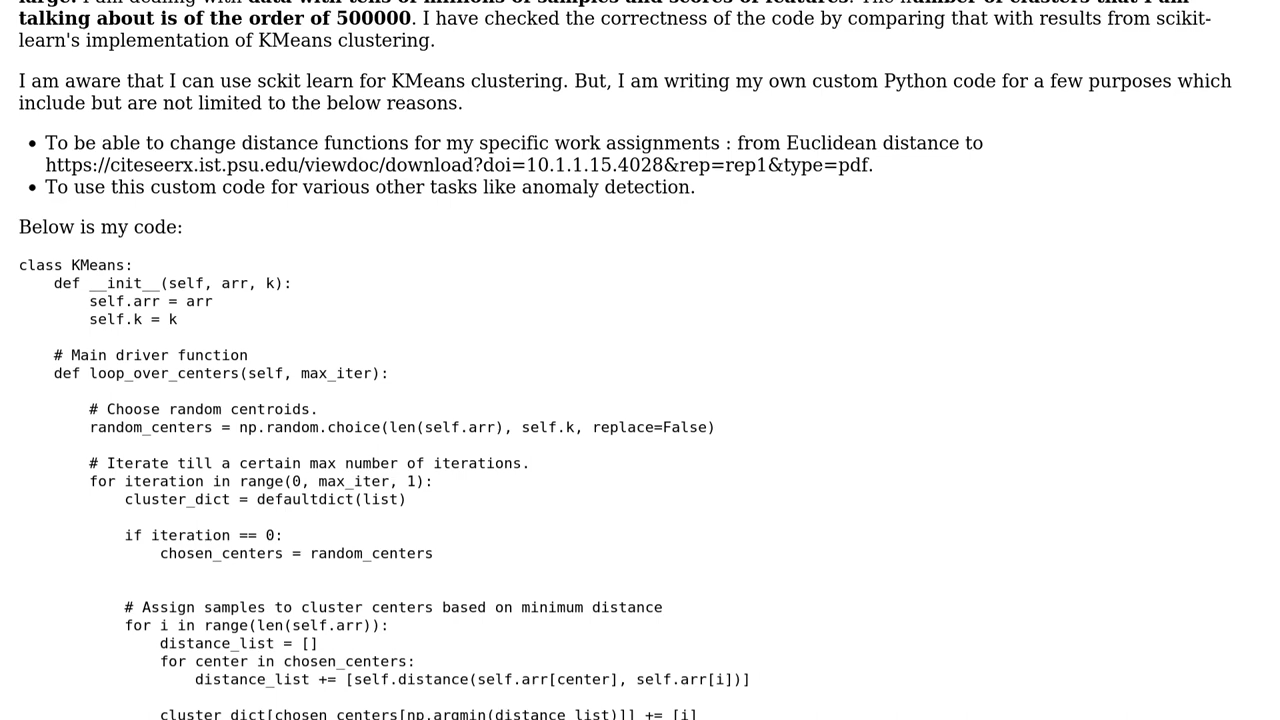 talking about is of the order of 500000. I have checked the correctness of the code by comparing that with results from scikit-
learn's implementation of KMeans clustering.
I am aware that I can use sckit learn for KMeans clustering. But, I am writing my own custom Python code for a few purposes which
include but are not limited to the below reasons.
• To be able to change distance functions for my specific work assignments : from Euclidean distance to
https://citeseerx.ist.psu.edu/viewdoc/download?doi=10.1.1.15.4028&rep=rep1&type=pdf.
• To use this custom code for various other tasks like anomaly detection.
Below is my code:
class KMeans:
    def __init__(self, arr, k):
        self.arr = arr
        self.k = k
    # Main driver function
    def loop_over_centers(self, max_iter):
        # Choose random centroids.
        random_centers = np.random.choice(len(self.arr), self.k, replace=False)
        # Iterate till a certain max number of iterations.
        for iteration in range(0, max_iter, 1):
            cluster_dict = defaultdict(list)
            if iteration == 0:
                chosen_centers = random_centers
            # Assign samples to cluster centers based on minimum distance
            for i in range(len(self.arr)):
                distance_list = []
                for center in chosen_centers:
                    distance_list += [self.distance(self.arr[center], self.arr[i])]
                cluster_dict[chosen_centers[np.argmin(distance_list)]] += [i]